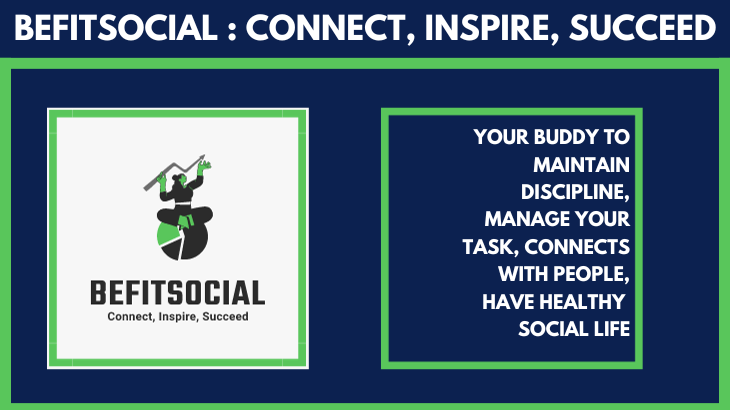 BEFITSOCIAL : CONNECT, INSPIRE, SUCCEED
BEFITSOCIAL
Connect, Inspire, Succeed
YOUR BUDDY TO
MAINTAIN
DISCIPLINE,
MANAGE YOUR
TASK, CONNECTS
WITH PEOPLE,
HAVE HEALTHY
SOCIAL LIFE